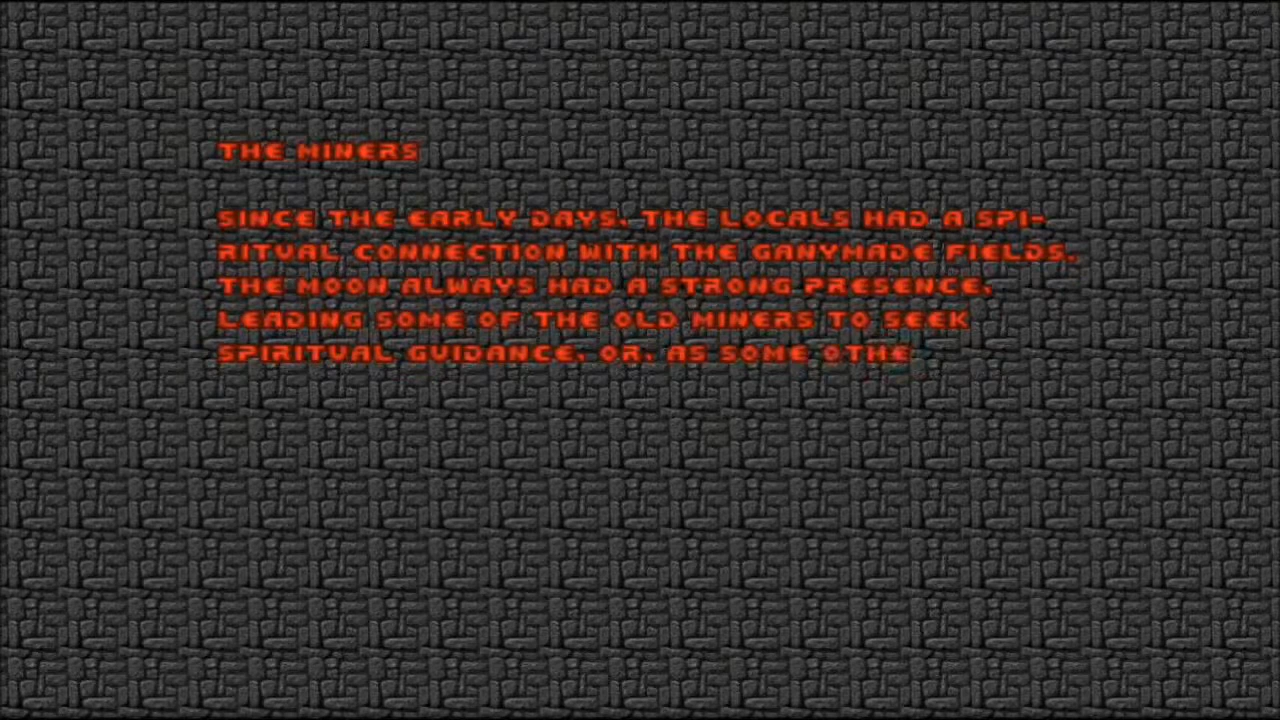 THE MINERS
SINCE THE EARLY DAYS, THE LOCALS HAD A SPI-
RITUAL CONNECTION WITH THE GANYMADE FIELDS.
THE MOON ALWAYS HAD A STRONG PRESENCE,
LEADING SOME OF THE OLD MINERS TO SEEK
SPIRITUAL GUIDANCE, OR, AS SOME OTHE